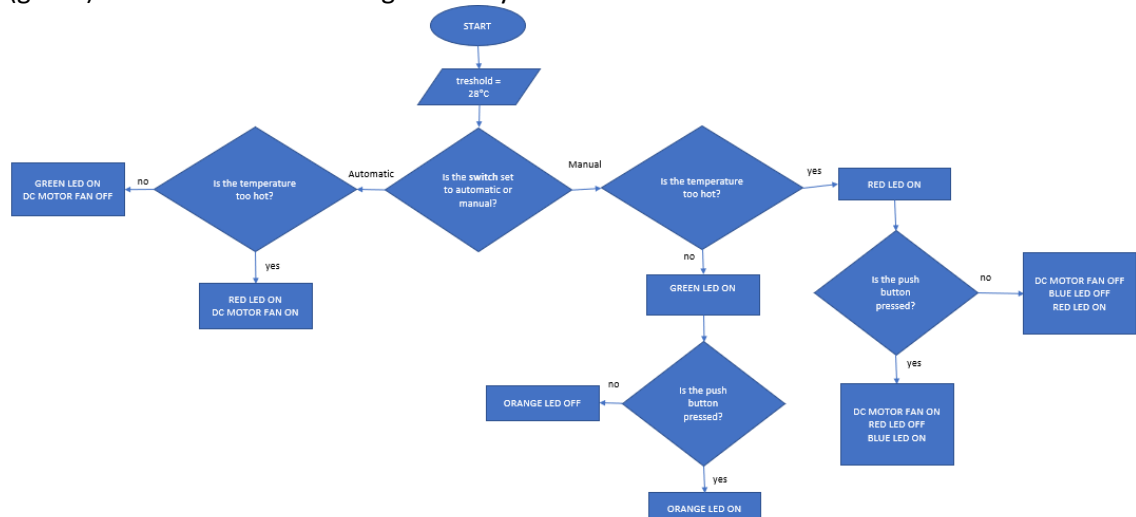 START
treshold =
28°C
Is the switch set
to automatic or
manual?
Automatic
Is the temperature
too hot?
no
GREEN LED ON
DC MOTOR FAN OFF
yes
RED LED ON
DC MOTOR FAN ON
Manual
Is the temperature
too hot?
yes
RED LED ON
Is the push
button
pressed?
no
DC MOTOR FAN OFF
BLUE LED OFF
RED LED ON
yes
DC MOTOR FAN ON
RED LED OFF
BLUE LED ON
no
GREEN LED ON
Is the push
button
pressed?
no
ORANGE LED OFF
yes
ORANGE LED ON